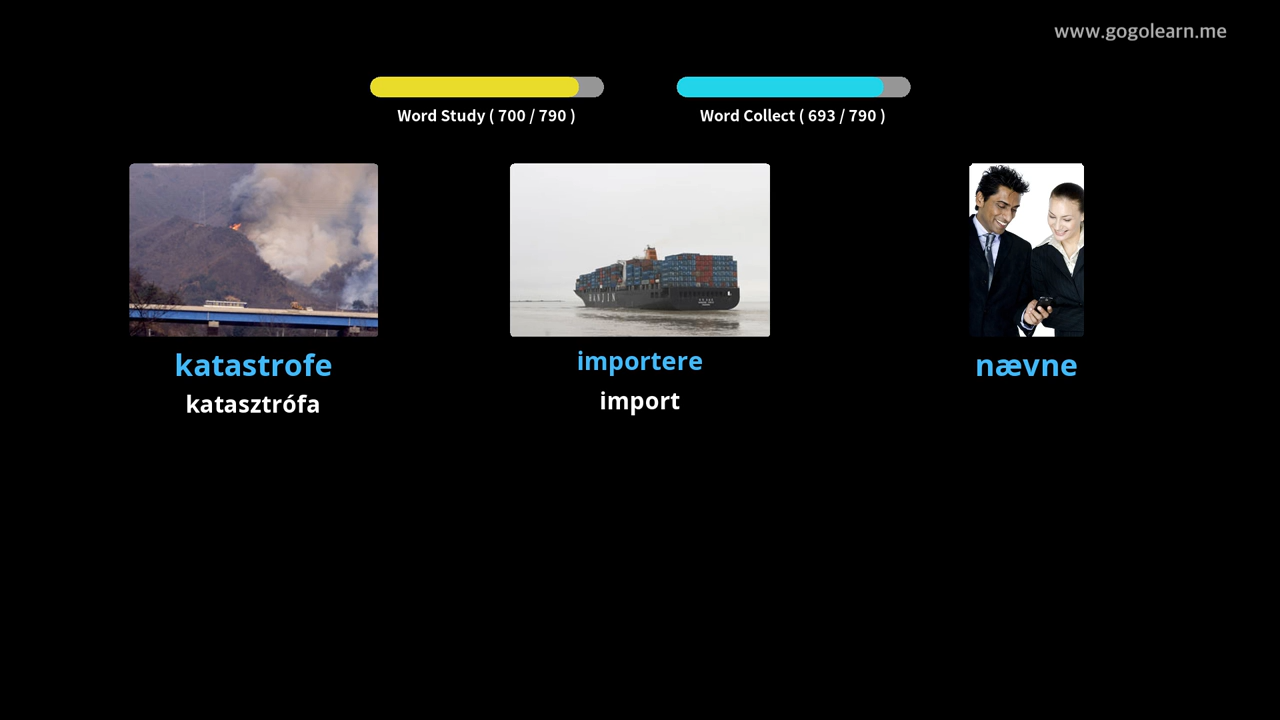 www.gogolearn.me
Word Study ( 700 / 790 )
Word Collect ( 693 / 790 )
katastrofe
katasztrófa
importere
import
nævne